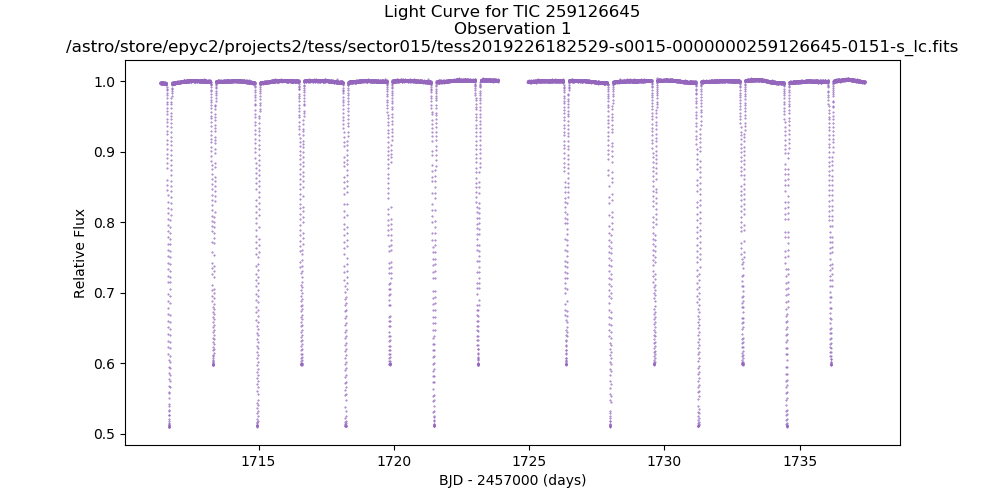 Light Curve for TIC 259126645
Observation 1
/astro/store/epyc2/projects2/tess/sector015/tess2019226182529-s0015-0000000259126645-0151-s_lc.fits
1.0
0.9
0.8
0.7
0.6
0.5
Relative Flux
1715
1720
1725
1730
1735
BJD - 2457000 (days)